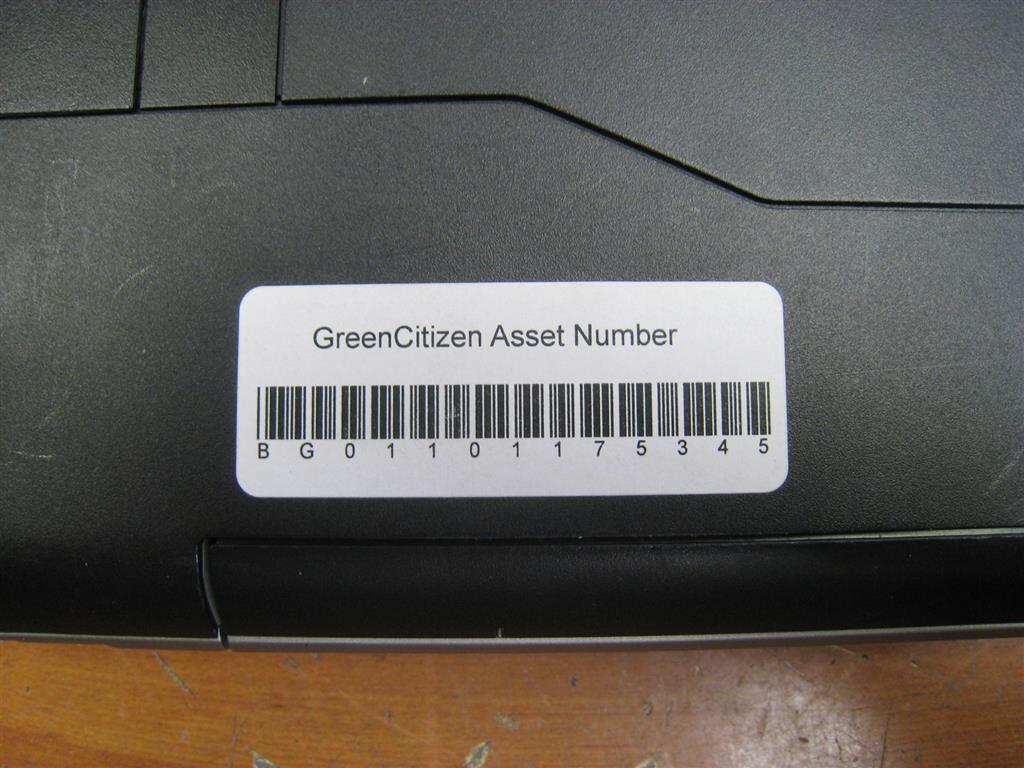 GreenCitizen Asset Number
B G 0 1 1 0 1 1 7 5 3 4 5